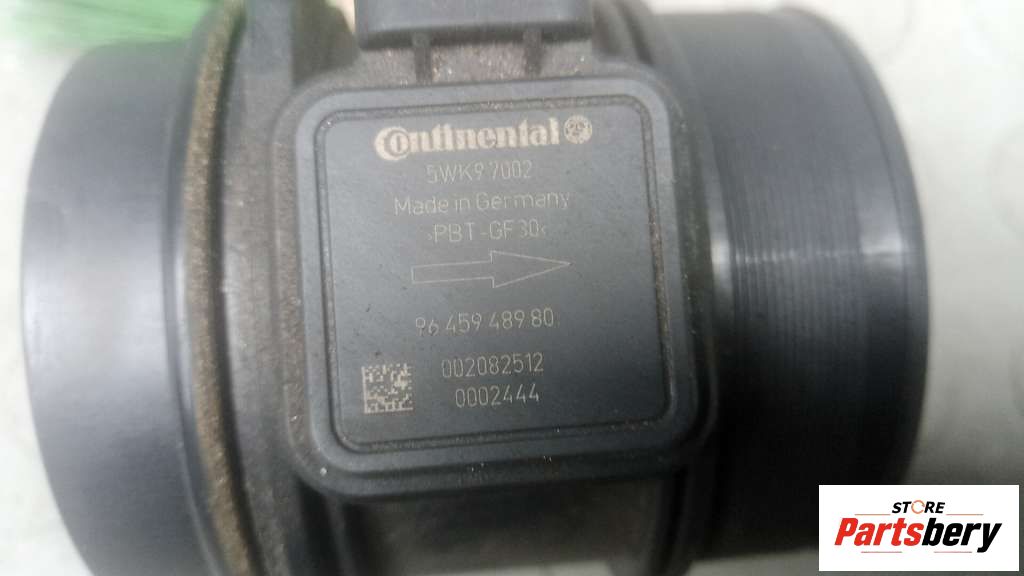 Continental
5WK9 7002
Made in Germany
>PBT-GF30<
96 459 489 80
002082512
0002444
STORE
Partsbery